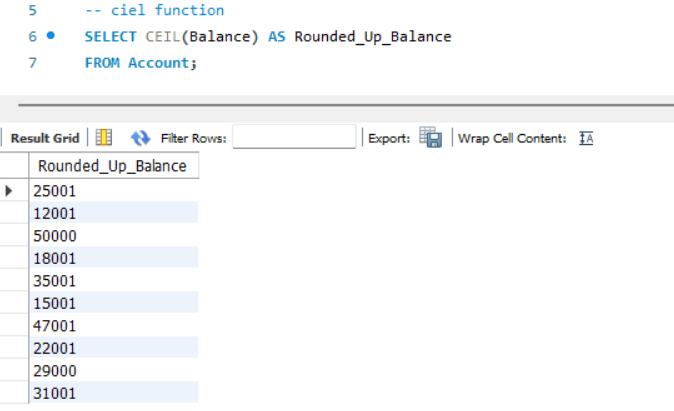 5 -- ciel function
6 SELECT CEIL(Balance) AS Rounded_Up_Balance
7 FROM Account;
Result Grid Filter Rows: Export: Wrap Cell Content: IA
Rounded_Up_Balance
25001
12001
50000
18001
35001
15001
47001
22001
29000
31001